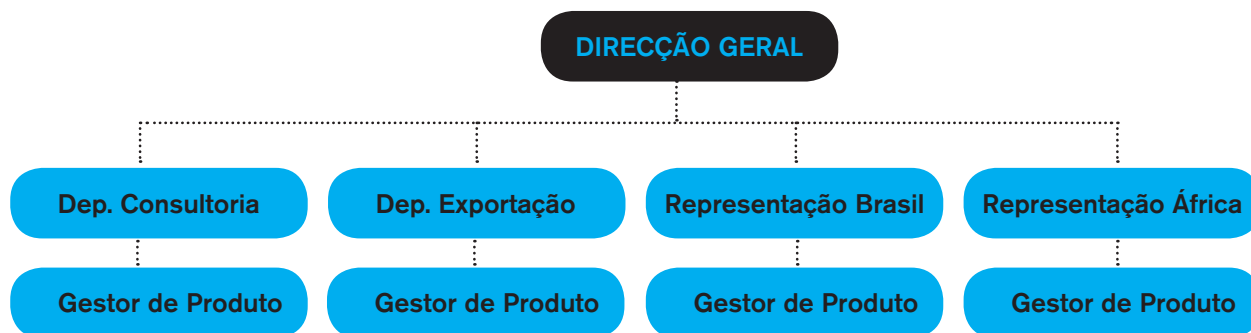 DIRECÇÃO GERAL
Dep. Consultoria
Dep. Exportação
Representação Brasil
Representação África
Gestor de Produto
Gestor de Produto
Gestor de Produto
Gestor de Produto